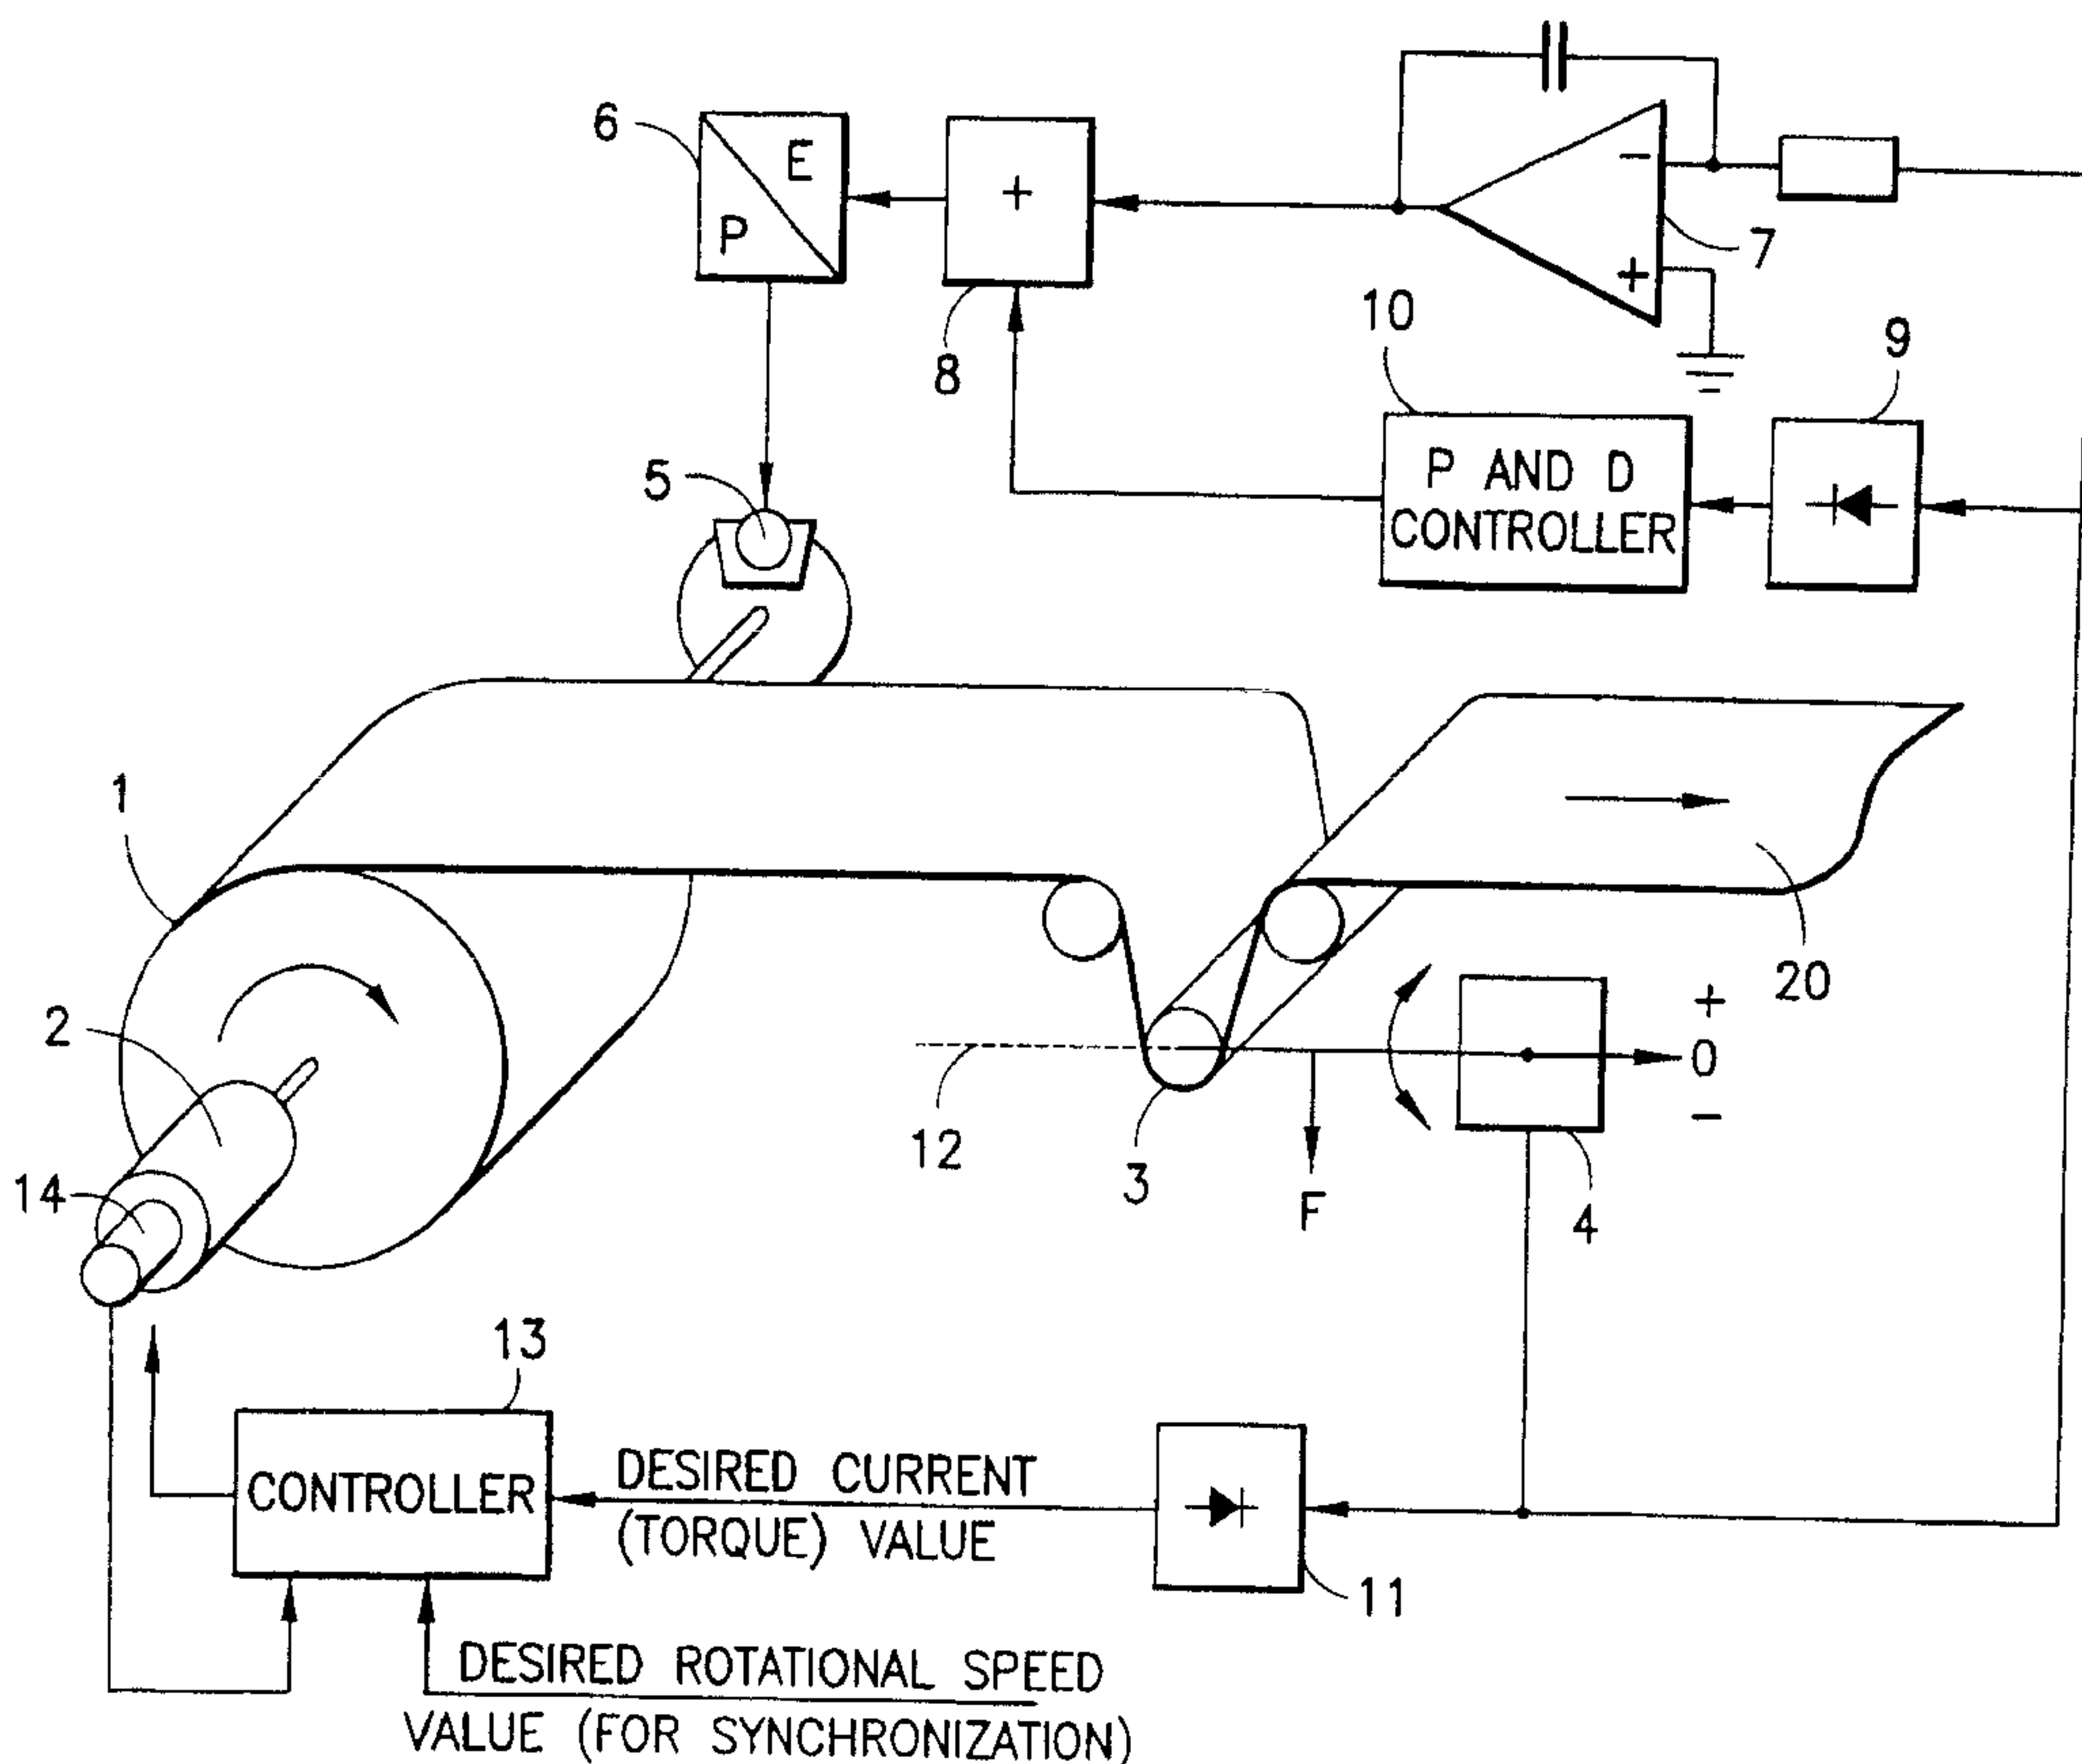 6
E
P
+
−
+
7
8
10
9
P AND D
CONTROLLER
5
1
2
14
20
+
0
−
12
3
F
4
13
CONTROLLER
DESIRED CURRENT
(TORQUE) VALUE
11
DESIRED ROTATIONAL SPEED
VALUE (FOR SYNCHRONIZATION)